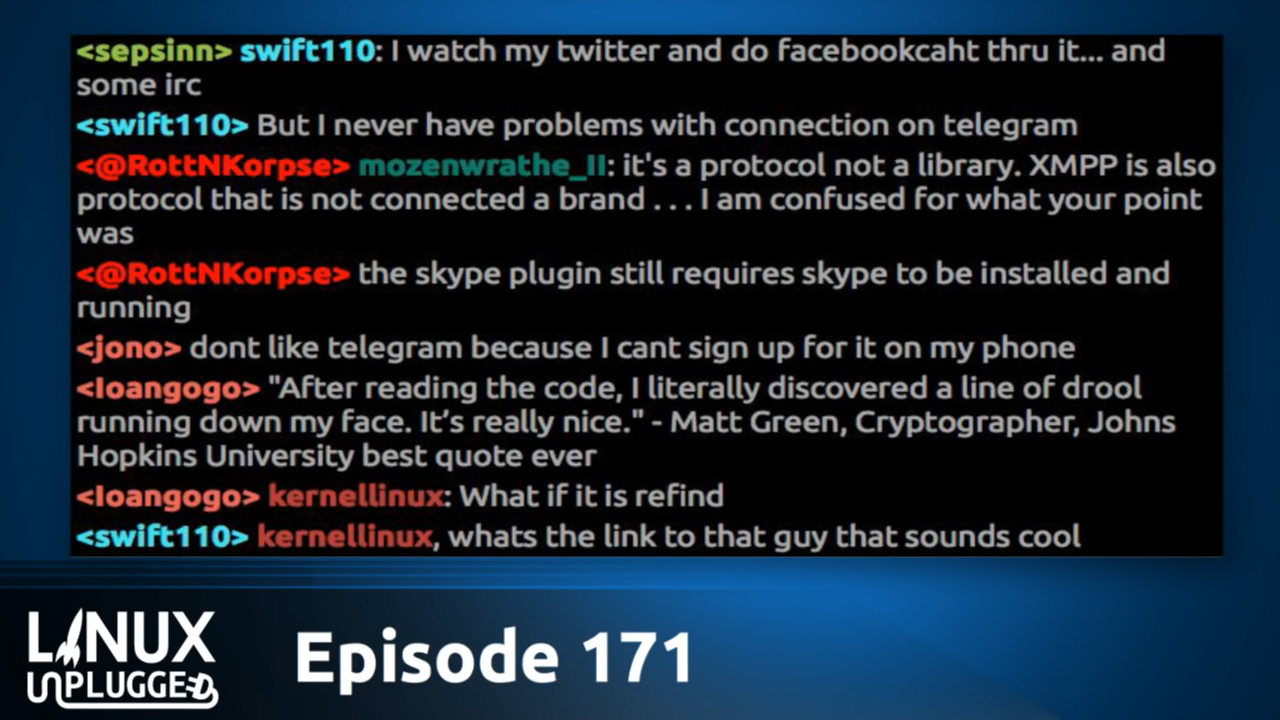 <sepsinn> swift110: I watch my twitter and do facebookcaht thru it... and
some irc
<swift110> But I never have problems with connection on telegram
<@RottNKorpse> mozenwrathe_II: it's a protocol not a library. XMPP is also
protocol that is not connected a brand . . . I am confused for what your point
was
<@RottNKorpse> the skype plugin still requires skype to be installed and
running
<jono> dont like telegram because I cant sign up for it on my phone
<Ioangogo> "After reading the code, I literally discovered a line of drool
running down my face. It’s really nice." - Matt Green, Cryptographer, Johns
Hopkins University best quote ever
<Ioangogo> kernellinux: What if it is refind
<swift110> kernellinux, whats the link to that guy that sounds cool
LINUX
UNPLUGGED
Episode 171